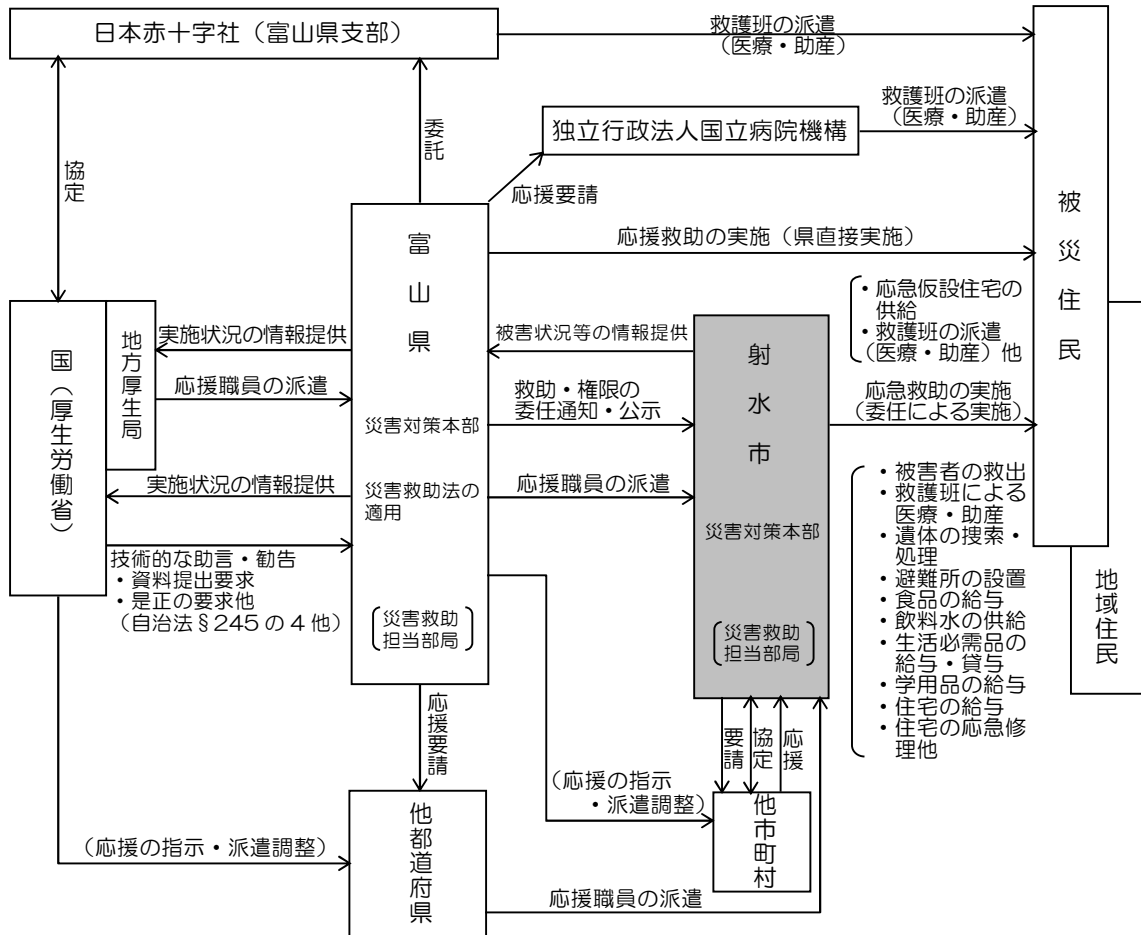 日本赤十字社（富山県支部）
救護班の派遣
（医療・助産）
協定
委託
独立行政法人国立病院機構
救護班の派遣
（医療・助産）
応援要請
富山県
災害対策本部
災害救助法の
適用
災害救助
担当部局
応援救助の実施（県直接実施）
・応急仮設住宅の
供給
・救護班の派遣
（医療・助産）他
被災住民
地域住民
国（厚生労働省）
地方厚生局
実施状況の情報提供
応援職員の派遣
実施状況の情報提供
技術的な助言・勧告
・資料提出要求
・是正の要求他
（自治法§245の4他）
被害状況等の情報提供
救助・権限の
委任通知・公示
応援職員の派遣
射水市
災害対策本部
災害救助
担当部局
応急救助の実施
（委任による実施）
・被害者の救出
・救護班による
医療・助産
・遺体の捜索・
処理
・避難所の設置
・食品の給与
・飲料水の供給
・生活必需品の
給与・貸与
・学用品の給与
・住宅の給与
・住宅の応急修
理他
応援要請
要請
協定
応援
（応援の指示
・派遣調整）
他市町村
（応援の指示・派遣調整）
他都道府県
応援職員の派遣